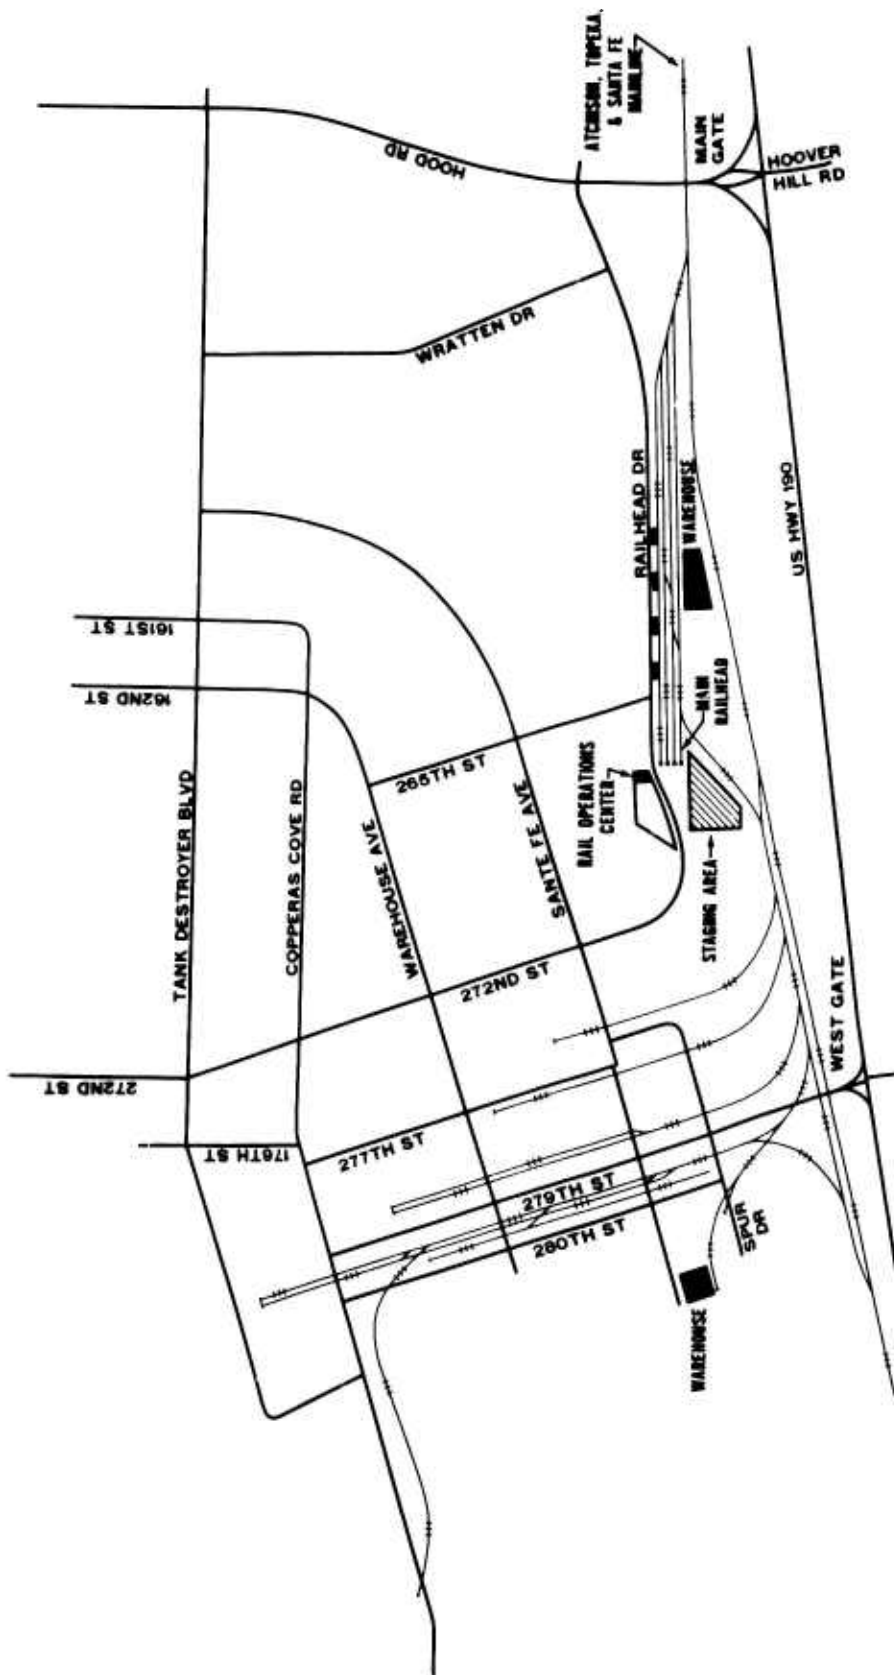 ATCHISON, TOPEKA,
& SANTA FE
MAINLINE
MAIN
GATE
HOOVER
HILL RD
HOOD RD
WRATTEN DR
RAILHEAD DR
WAREHOUSE
US HWY 190
161ST ST
162ND ST
MAIN
RAILHEAD
265TH ST
RAIL OPERATIONS
CENTER
TANK DESTROYER BLVD
COPPERAS COVE RD
WAREHOUSE AVE
SANTE FE AVE
STAGING AREA
272ND ST
272ND ST
WEST GATE
176TH ST
277TH ST
279TH ST
280TH ST
SPUR
DR
WAREHOUSE